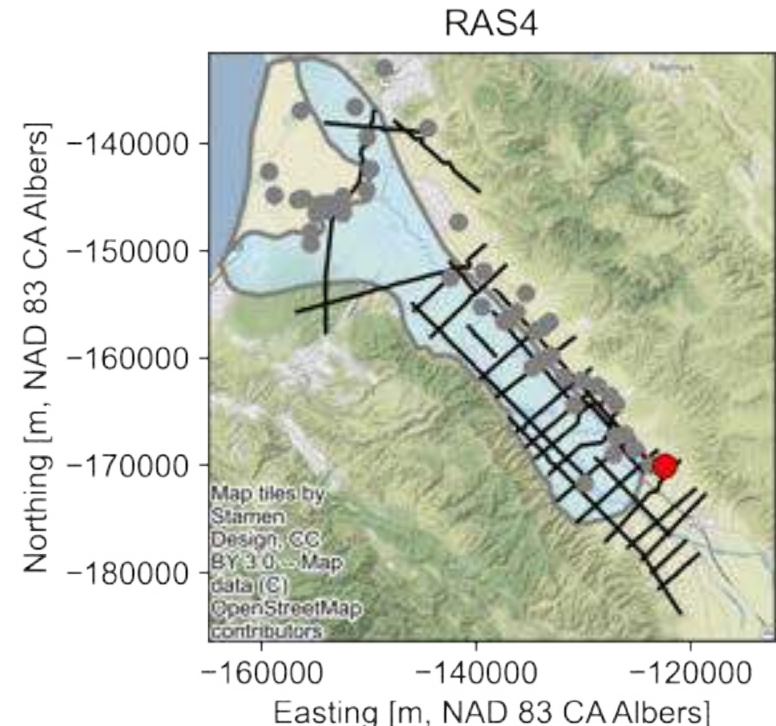 RAS4
Northing [m, NAD 83 CA Albers]
−140000
−150000
−160000
−170000
−180000
Map tiles by
Stamen
Design, CC
BY 3.0 -- Map
data (C)
OpenStreetMap
contributors
−160000
−140000
−120000
Easting [m, NAD 83 CA Albers]